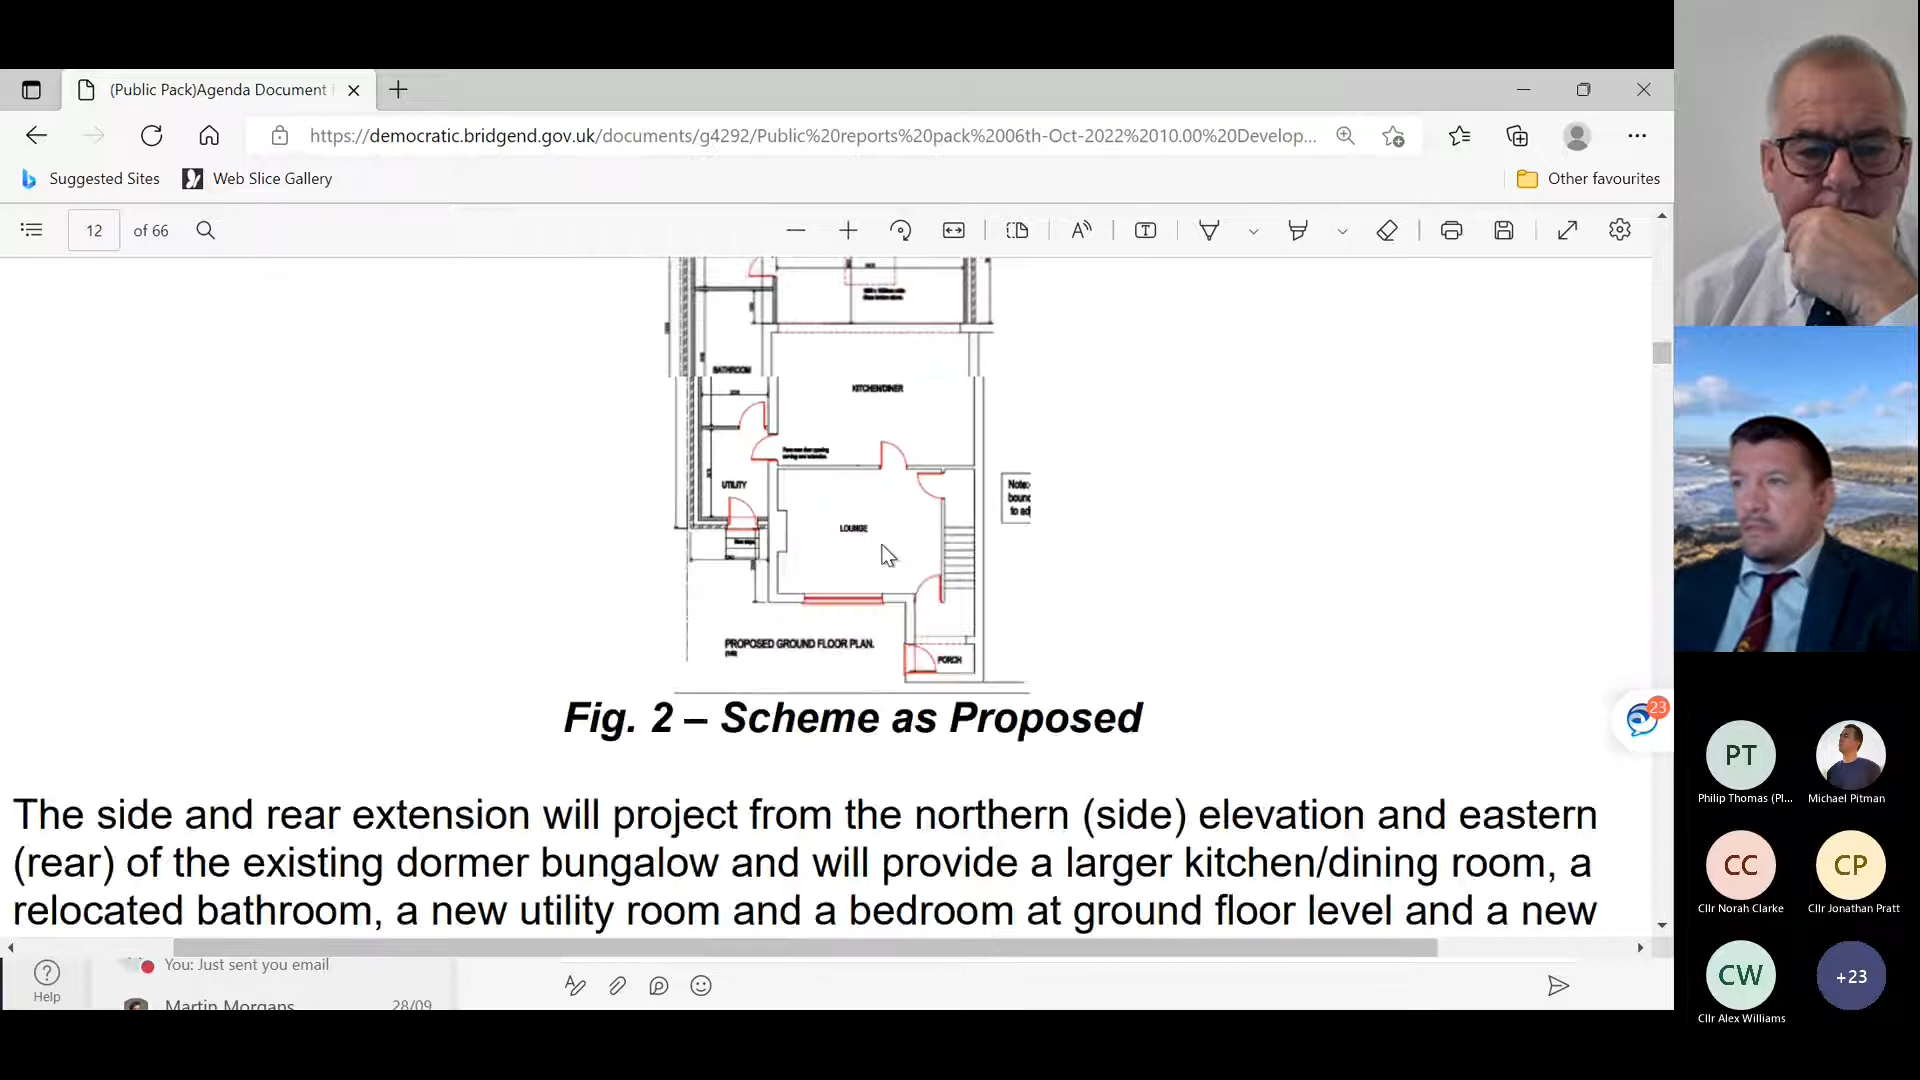 (Public Pack)Agenda Document
https://democratic.bridgend.gov.uk/documents/g4292/Public%20reports%20pack%2006th-Oct-2022%2010.00%20Develop...
Suggested Sites
Web Slice Gallery
Other favourites
12 of 66
BATHROOM
KITCHEN/DINER
UTILITY
Note:
LOUNGE
PROPOSED GROUND FLOOR PLAN.
PORCH
Fig. 2 – Scheme as Proposed
23
The side and rear extension will project from the northern (side) elevation and eastern
(rear) of the existing dormer bungalow and will provide a larger kitchen/dining room, a
relocated bathroom, a new utility room and a bedroom at ground floor level and a new
Help
You: Just sent you email
Martin Morgans 28/09
PT
Philip Thomas (Pl...
Michael Pitman
CC
Cllr Norah Clarke
CP
Cllr Jonathan Pratt
CW
Cllr Alex Williams
+23